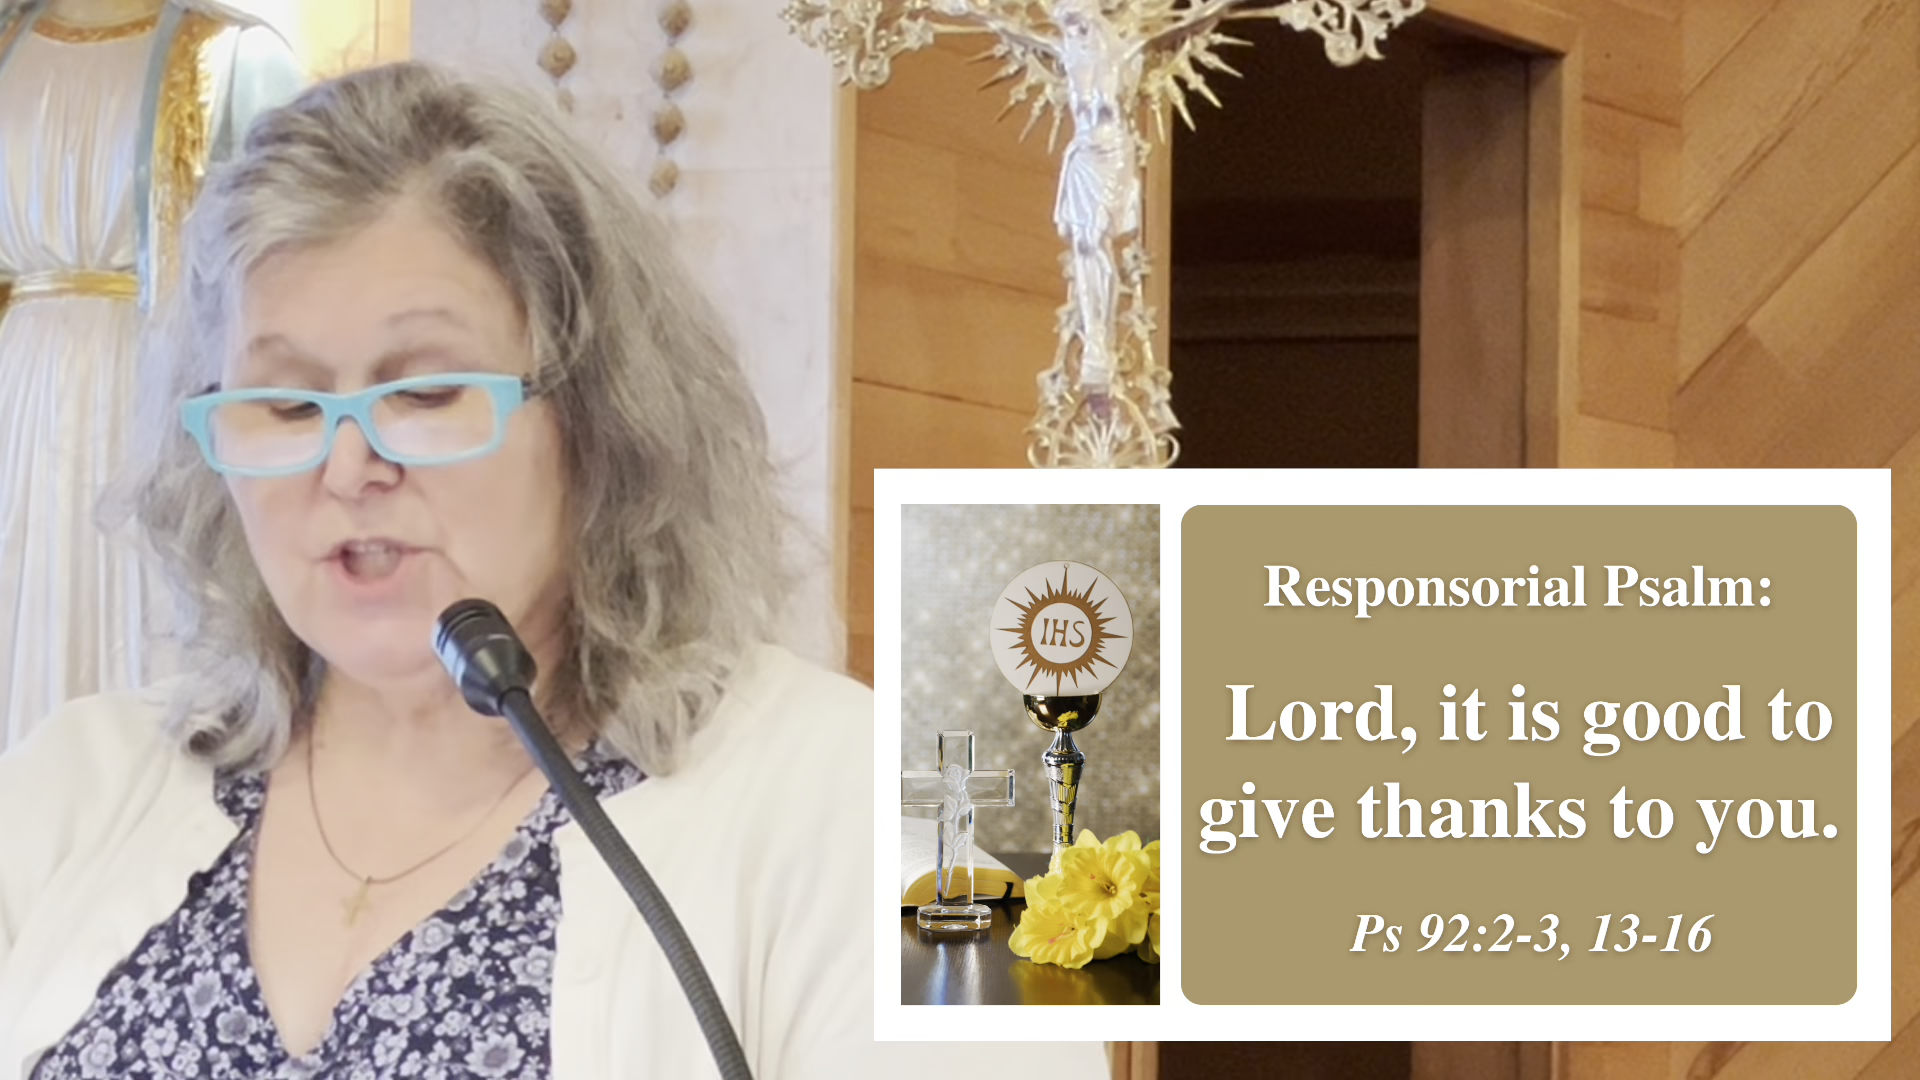 IHS
Responsorial Psalm:
Lord, it is good to
give thanks to you.
Ps 92:2-3, 13-16